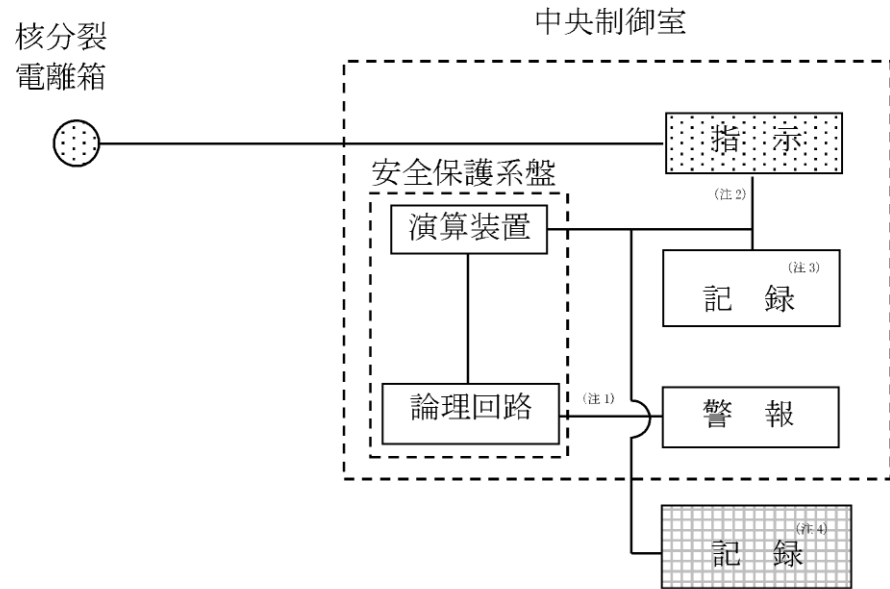 中央制御室
核分裂
電離箱
指 示
安全保護系盤
(注2)
演算装置
(注3)
記 録
論理回路
(注1)
警 報
(注4)
記 録